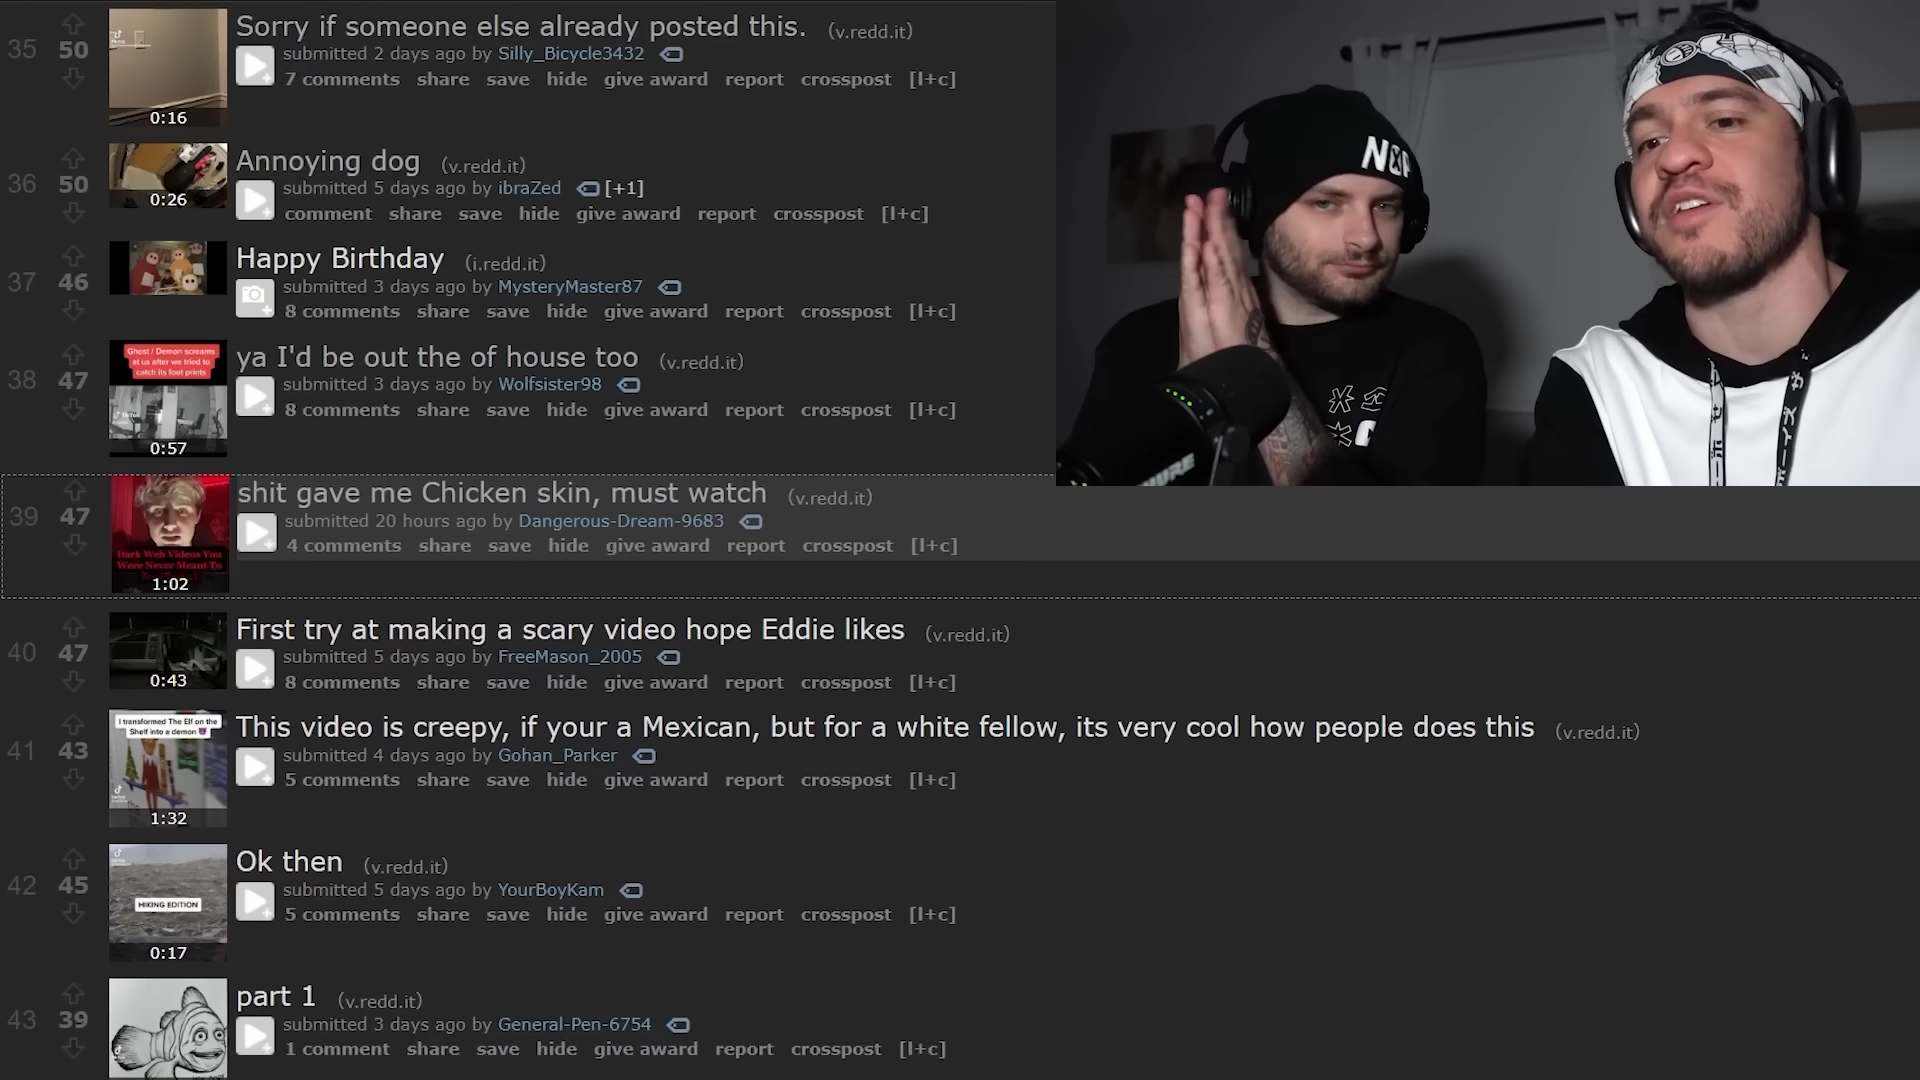 35
50
Sorry if someone else already posted this. (v.redd.it)
submitted 2 days ago by Silly_Bicycle3432
7 comments share save hide give award report crosspost [l+c]
0:16
36
50
Annoying dog (v.redd.it)
submitted 5 days ago by ibraZed [+1]
comment share save hide give award report crosspost [l+c]
0:26
37
46
Happy Birthday (i.redd.it)
submitted 3 days ago by MysteryMaster87
8 comments share save hide give award report crosspost [l+c]
38
47
Ghost / Demon screams
at us after we tried to
catch its foot prints
ya I'd be out the of house too (v.redd.it)
submitted 3 days ago by Wolfsister98
8 comments share save hide give award report crosspost [l+c]
0:57
39
47
shit gave me Chicken skin, must watch (v.redd.it)
submitted 20 hours ago by Dangerous-Dream-9683
4 comments share save hide give award report crosspost [l+c]
Dark Web Videos You
Were Never Meant To
1:02
40
47
First try at making a scary video hope Eddie likes (v.redd.it)
submitted 5 days ago by FreeMason_2005
8 comments share save hide give award report crosspost [l+c]
0:43
41
43
I transformed The Elf on the
Shelf into a demon
This video is creepy, if your a Mexican, but for a white fellow, its very cool how people does this (v.redd.it)
submitted 4 days ago by Gohan_Parker
5 comments share save hide give award report crosspost [l+c]
1:32
42
45
Ok then (v.redd.it)
submitted 5 days ago by YourBoyKam
5 comments share save hide give award report crosspost [l+c]
HIKING EDITION
0:17
43
39
part 1 (v.redd.it)
submitted 3 days ago by General-Pen-6754
1 comment share save hide give award report crosspost [l+c]
SHURE